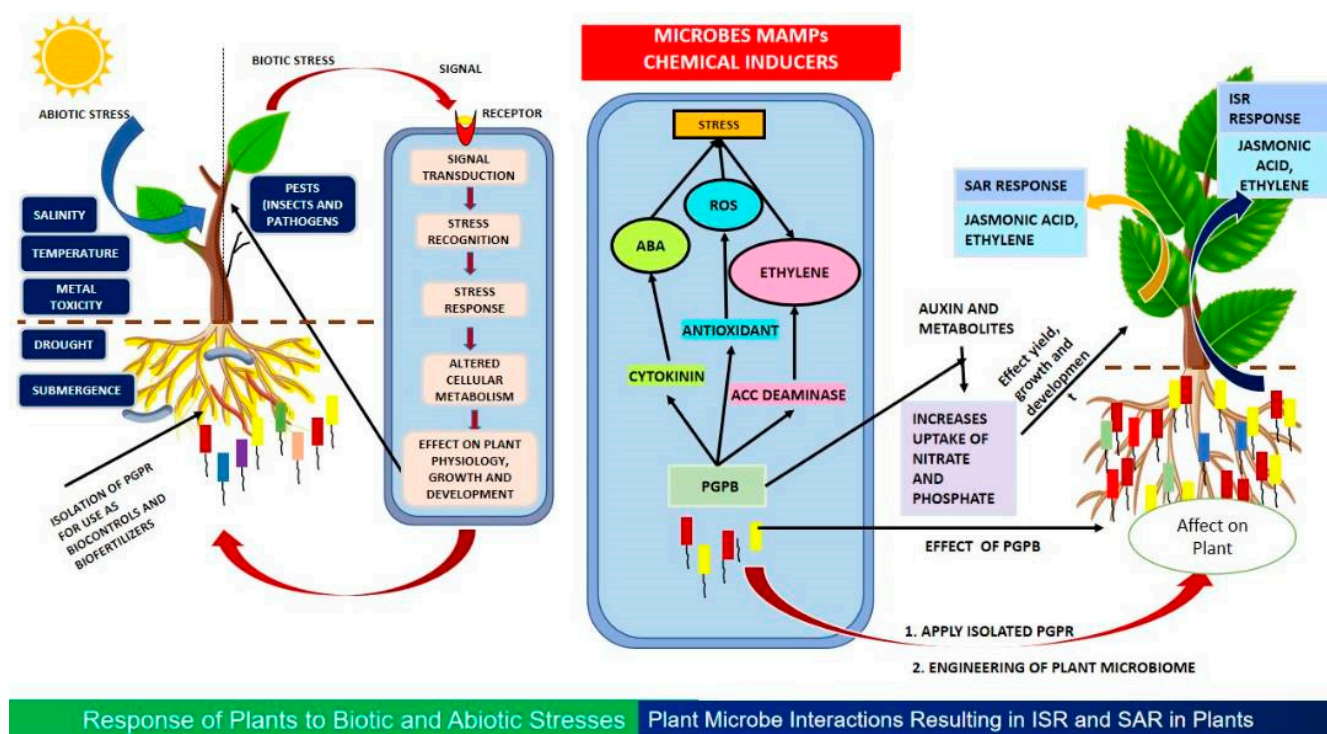 ABIOTIC STRESS
BIOTIC STRESS
SIGNAL
RECEPTOR
SALINITY
TEMPERATURE
METAL
TOXICITY
DROUGHT
SUBMERGENCE
PESTS
(INSECTS AND
PATHOGENS
ISOLATION OF PGPR
FOR USE AS
BIOCONTROLS AND
BIOFERTILIZERS
SIGNAL
TRANSDUCTION
STRESS
RECOGNITION
STRESS
RESPONSE
ALTERED
CELLULAR
METABOLISM
EFFECT ON PLANT
PHYSIOLOGY,
GROWTH AND
DEVELOPMENT
MICROBES MAMPs
CHEMICAL INDUCERS
STRESS
ROS
ABA
ETHYLENE
ANTIOXIDANT
CYTOKININ
ACC DEAMINASE
PGPB
AUXIN AND
METABOLITES
INCREASES
UPTAKE OF
NITRATE
AND
PHOSPHATE
Effect yield,
growth and
developmen
t
EFFECT OF PGPB
1. APPLY ISOLATED PGPR
2. ENGINEERING OF PLANT MICROBIOME
SAR RESPONSE
JASMONIC ACID,
ETHYLENE
ISR
RESPONSE
JASMONIC
ACID,
ETHYLENE
Affect on
Plant
Response of Plants to Biotic and Abiotic Stresses
Plant Microbe Interactions Resulting in ISR and SAR in Plants